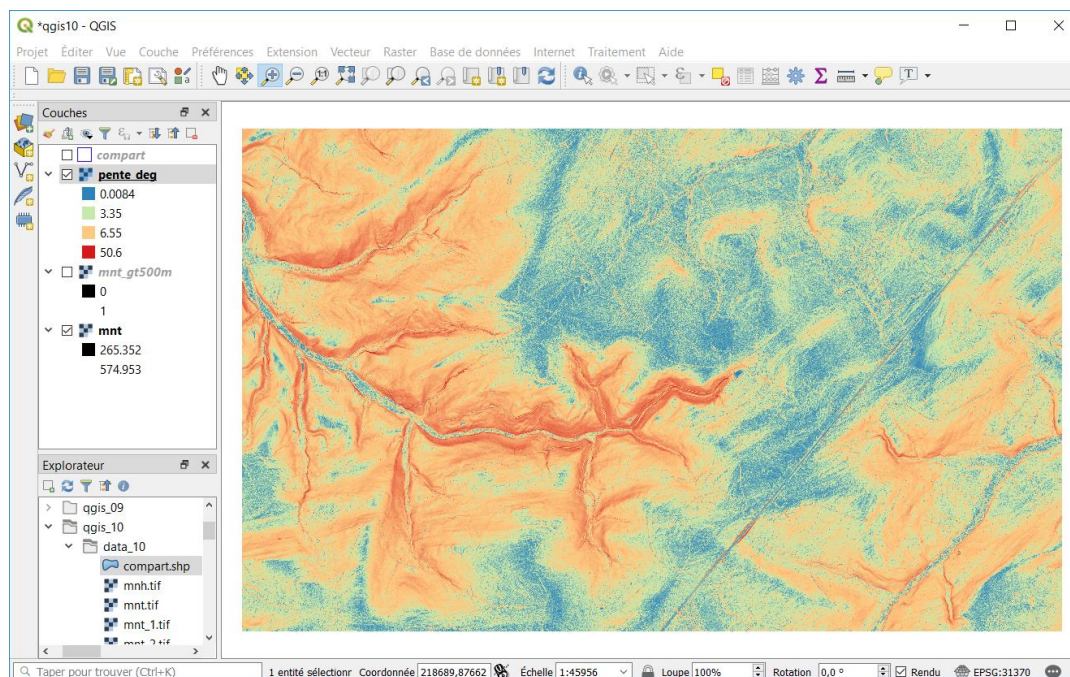 *qgis10 - QGIS
Projet Éditer Vue Couche Préférences Extension Vecteur Raster Base de données Internet Traitement Aide
Couches
compart
pente_deg
0.0084
3.35
6.55
50.6
mnt_gt500m
0
1
mnt
265.352
574.953
Explorateur
qgis_09
qgis_10
data_10
compart.shp
mnh.tif
mnt.tif
mnt_1.tif
mnt_2.tif
Taper pour trouver (Ctrl+K) 1 entité sélectionr Coordonnée 218689,87662 Échelle 1:45956 Loupe 100% Rotation 0,0 ° Rendu EPSG:31370